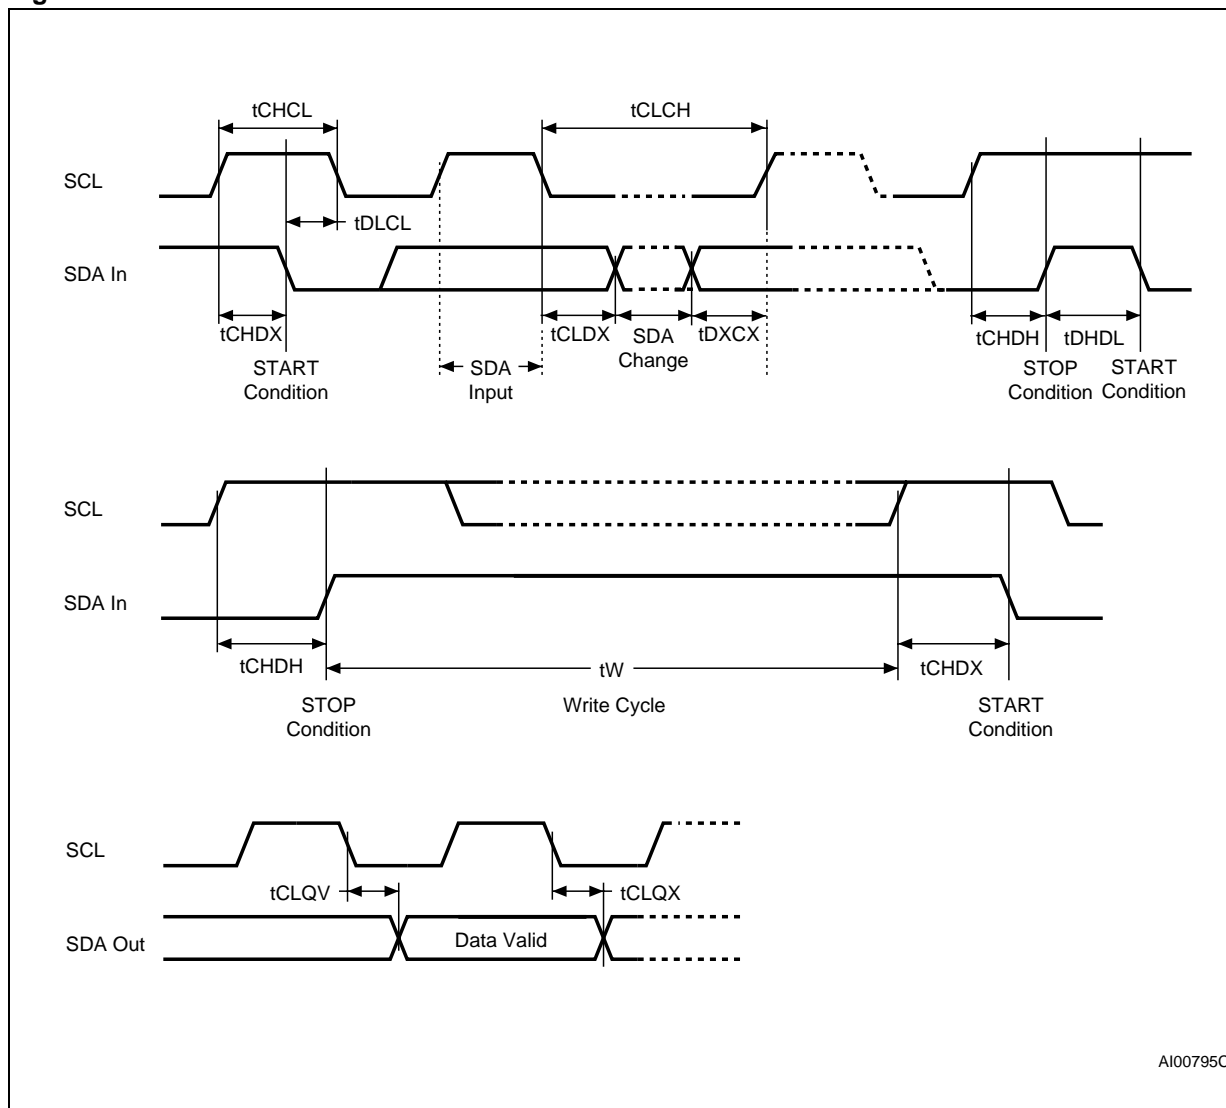 tCHCL
tCLCH
SCL
tDLCL
SDA In
tCHDX
tCLDX
SDA
Change
tDXCX
tCHDH
tDHDL
START
Condition
SDA
Input
STOP
Condition
START
Condition
SCL
SDA In
tCHDH
tW
tCHDX
STOP
Condition
Write Cycle
START
Condition
SCL
tCLQV
tCLQX
SDA Out
Data Valid
AI00795C